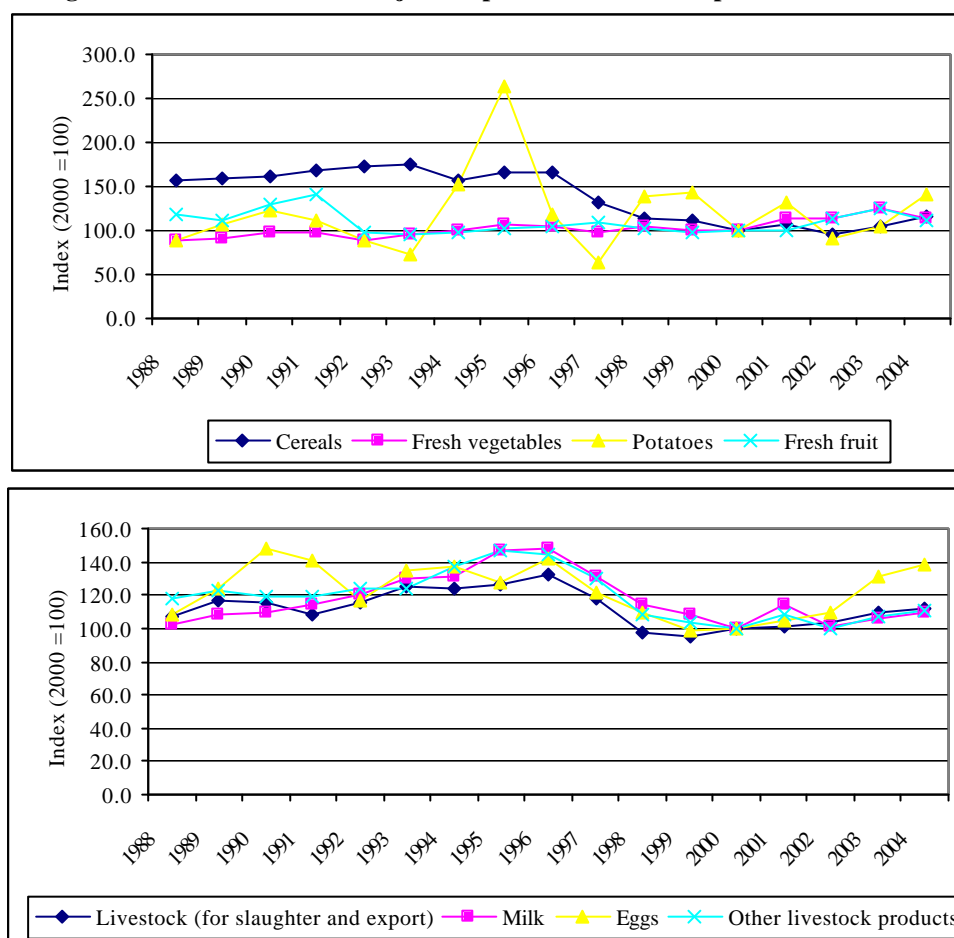 300.0
250.0
200.0
150.0
100.0
50.0
0.0
Index (2000 =100)
1988 1989 1990 1991 1992 1993 1994 1995 1996 1997 1998 1999 2000 2001 2002 2003 2004
Cereals Fresh vegetables Potatoes Fresh fruit
160.0
140.0
120.0
100.0
80.0
60.0
40.0
20.0
0.0
Index (2000 =100)
1988 1989 1990 1991 1992 1993 1994 1995 1996 1997 1998 1999 2000 2001 2002 2003 2004
Livestock (for slaughter and export) Milk Eggs Other livestock products